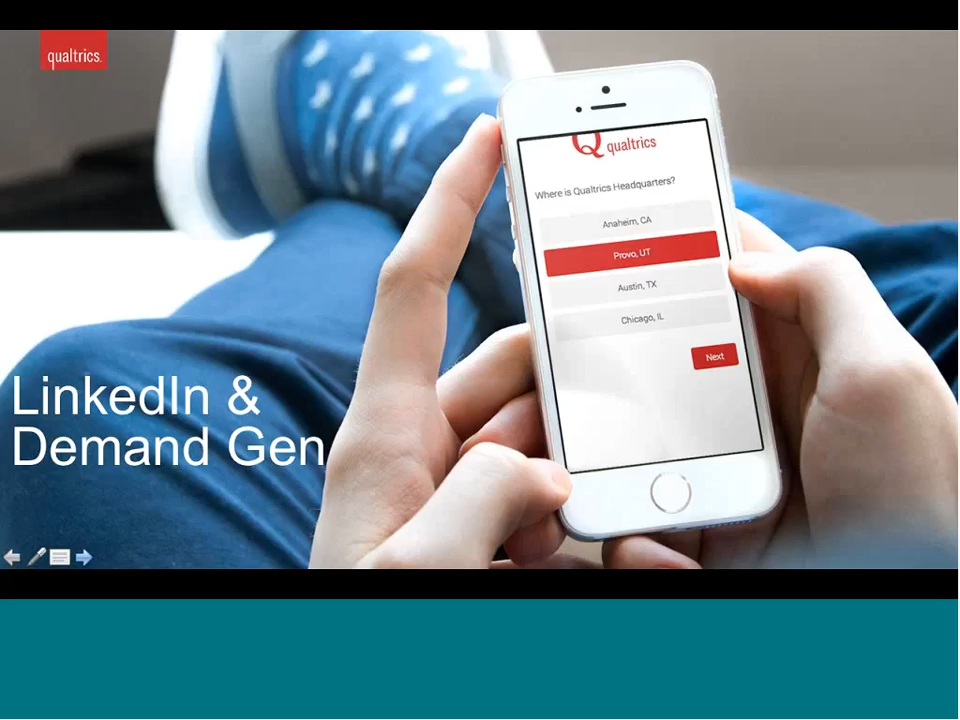 qualtrics.
Q qualtrics
Where is Qualtrics Headquarters?
Anaheim, CA
Provo, UT
Austin, TX
Chicago, IL
Next
LinkedIn &
Demand Gen